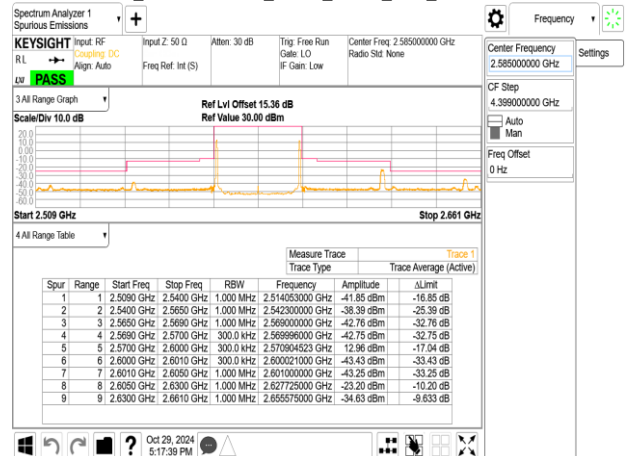 Spectrum Analyzer 1
Spurious Emissions
Frequency
KEYSIGHT Input: RF Input Z: 50 Ω Atten: 30 dB Trig: Free Run Center Freq: 2.585000000 GHz
RL Coupling: DC Gate: LO Radio Std: None
Align: Auto Freq Ref: Int (S) IF Gain: Low
LXI PASS
Center Frequency
2.585000000 GHz
Settings
CF Step
4.399000000 GHz
Auto
Man
Freq Offset
0 Hz
3 All Range Graph
Ref Lvl Offset 15.36 dB
Scale/Div 10.0 dB Ref Value 30.00 dBm
20.0
10.0
0.00
-10.0
-20.0
-30.0
-40.0
-50.0
-60.0
Start 2.509 GHz Stop 2.661 GHz
4 All Range Table
Measure Trace Trace 1
Trace Type Trace Average (Active)
Spur Range Start Freq Stop Freq RBW Frequency Amplitude ΔLimit
1 1 2.5090 GHz 2.5400 GHz 1.000 MHz 2.514053000 GHz -41.85 dBm -16.85 dB
2 2 2.5400 GHz 2.5650 GHz 1.000 MHz 2.542300000 GHz -38.39 dBm -25.39 dB
3 3 2.5650 GHz 2.5690 GHz 1.000 MHz 2.569000000 GHz -42.76 dBm -32.76 dB
4 4 2.5690 GHz 2.5700 GHz 300.0 kHz 2.569996000 GHz -42.75 dBm -32.75 dB
5 5 2.5700 GHz 2.6000 GHz 300.0 kHz 2.570904523 GHz 12.96 dBm -17.04 dB
6 6 2.6000 GHz 2.6010 GHz 300.0 kHz 2.600021000 GHz -43.43 dBm -33.43 dB
7 7 2.6010 GHz 2.6050 GHz 1.000 MHz 2.601000000 GHz -43.25 dBm -33.25 dB
8 8 2.6050 GHz 2.6300 GHz 1.000 MHz 2.627725000 GHz -23.20 dBm -10.20 dB
9 9 2.6300 GHz 2.6610 GHz 1.000 MHz 2.655575000 GHz -34.63 dBm -9.633 dB
Oct 29, 2024
5:17:39 PM